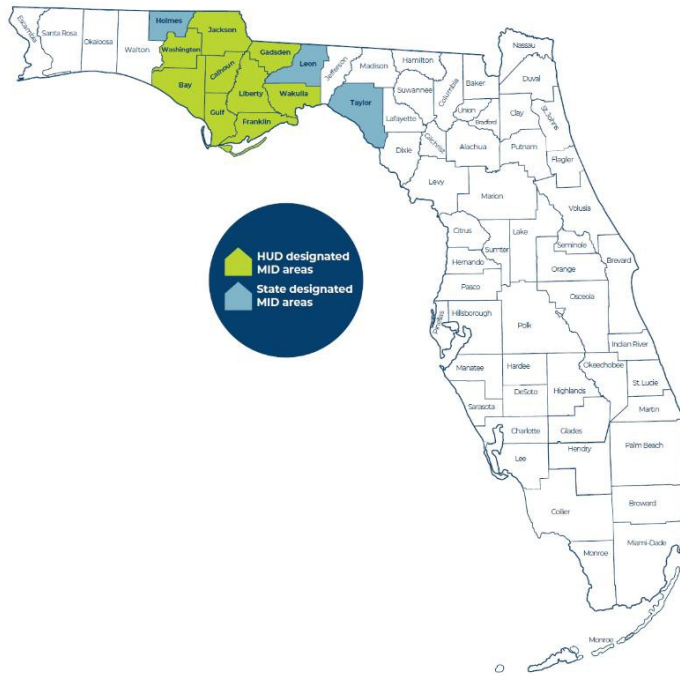 Escambia
Santa Rosa
Okaloosa
Walton
Holmes
Washington
Jackson
Bay
Calhoun
Gulf
Liberty
Franklin
Gadsden
Leon
Wakulla
Jefferson
Madison
Taylor
Hamilton
Suwannee
Lafayette
Dixie
Columbia
Gilchrist
Baker
Union
Bradford
Alachua
Levy
Nassau
Duval
Clay
St. Johns
Putnam
Flagler
Marion
Volusia
Citrus
Sumter
Lake
Seminole
Hernando
Orange
Brevard
Pasco
Osceola
Pinellas
Hillsborough
Polk
Indian River
Manatee
Hardee
Okeechobee
Highlands
St. Lucie
DeSoto
Sarasota
Martin
Charlotte
Glades
Lee
Hendry
Palm Beach
Collier
Broward
Monroe
Miami-Dade
Monroe
HUD designated
MID areas
State designated
MID areas